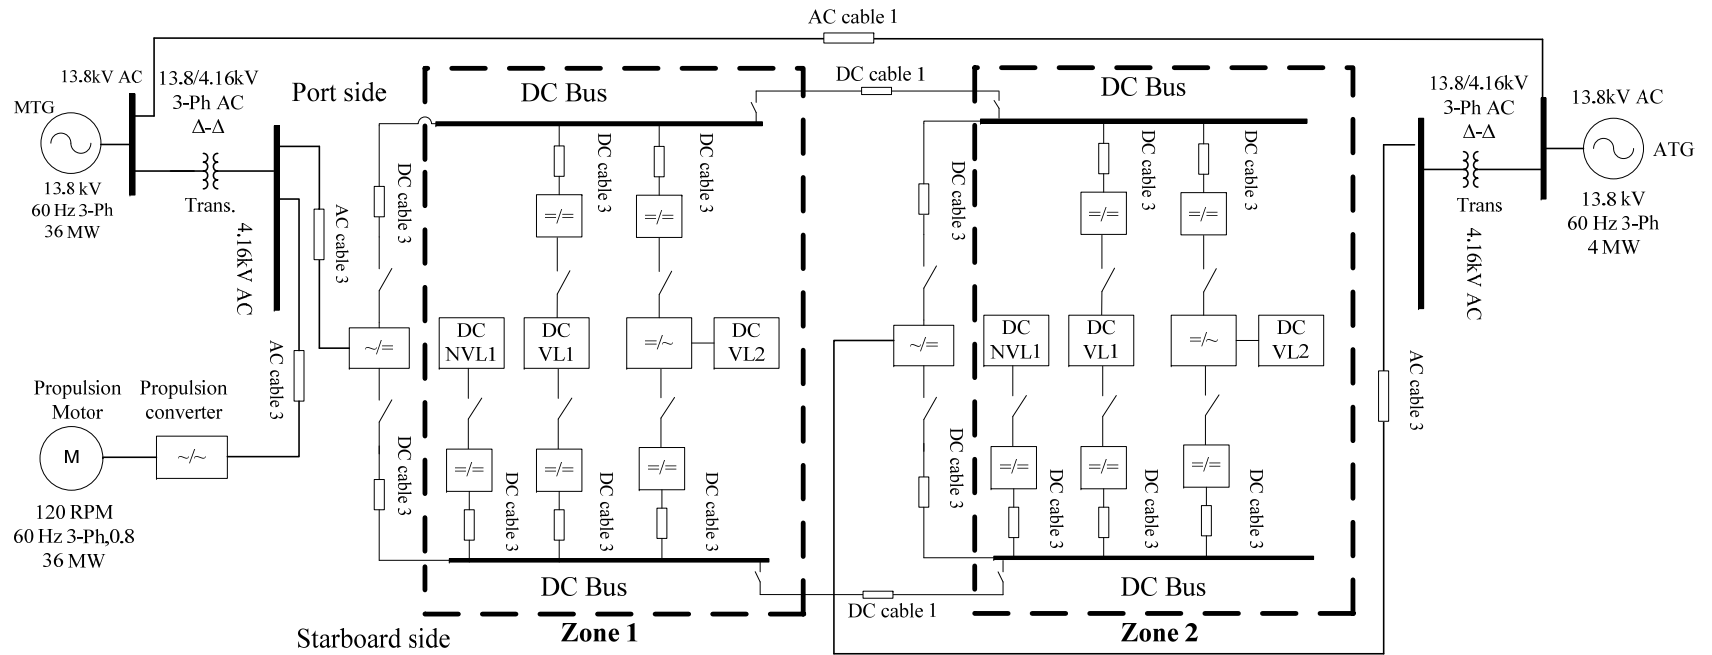 AC cable 1
13.8kV AC
13.8/4.16kV
3-Ph AC
Δ-Δ
Port side
DC Bus
DC cable 1
DC Bus
13.8/4.16kV
3-Ph AC
Δ-Δ
13.8kV AC
MTG
ATG
13.8 kV
60 Hz 3-Ph
36 MW
Trans.
4.16kV AC
AC cable 3
AC cable 3
DC cable 3
DC cable 3
DC cable 3
DC cable 3
DC cable 3
DC cable 3
Trans
4.16kV AC
13.8 kV
60 Hz 3-Ph
4 MW
=/=
=/=
=/=
=/=
~/=
DC
NVL1
DC
VL1
=/~
DC
VL2
~/=
DC
NVL1
DC
VL1
=/~
DC
VL2
AC cable 3
Propulsion
Motor
Propulsion
converter
M
~/~
120 RPM
60 Hz 3-Ph,0.8
36 MW
DC cable 3
=/=
=/=
=/=
DC cable 3
DC cable 3
DC cable 3
DC cable 3
=/=
=/=
=/=
DC cable 3
DC cable 3
DC cable 3
DC Bus
DC cable 1
DC Bus
Starboard side
Zone 1
Zone 2